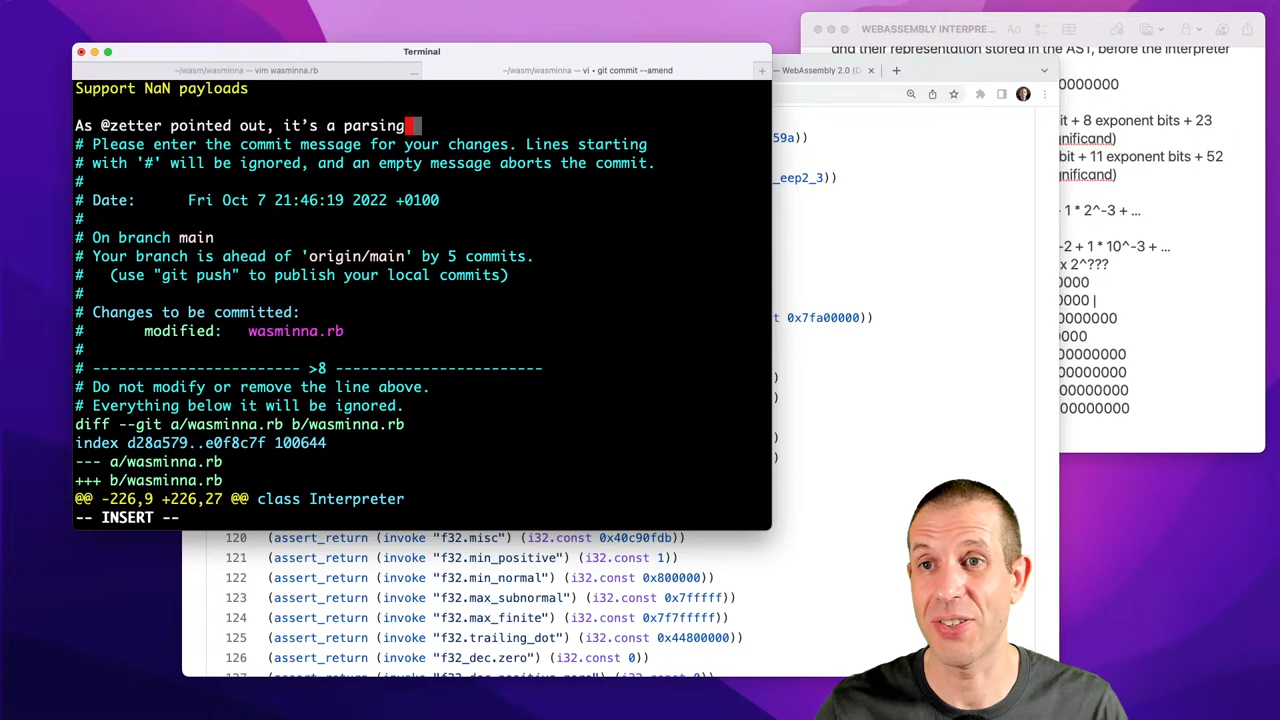 Terminal
~/wasm/wasminna — vim wasminna.rb
...
~/wasm/wasminna — vi • git commit --amend
+
Support NaN payloads
As @zetter pointed out, it’s a parsing
# Please enter the commit message for your changes. Lines starting
# with '#' will be ignored, and an empty message aborts the commit.
#
# Date:      Fri Oct 7 21:46:19 2022 +0100
#
# On branch main
# Your branch is ahead of 'origin/main' by 5 commits.
#   (use "git push" to publish your local commits)
#
# Changes to be committed:
#       modified:   wasminna.rb
#
# ------------------------ >8 ------------------------
# Do not modify or remove the line above.
# Everything below it will be ignored.
diff --git a/wasminna.rb b/wasminna.rb
index d28a579..e0f8c7f 100644
--- a/wasminna.rb
+++ b/wasminna.rb
@@ -226,9 +226,27 @@ class Interpreter
-- INSERT --
— WebAssembly 2.0 (D
59a))
_eep2_3))
t 0x7fa00000))
)
)
)
)
120 (assert_return (invoke "f32.misc") (i32.const 0x40c90fdb))
121 (assert_return (invoke "f32.min_positive") (i32.const 1))
122 (assert_return (invoke "f32.min_normal") (i32.const 0x800000))
123 (assert_return (invoke "f32.max_subnormal") (i32.const 0x7fffff))
124 (assert_return (invoke "f32.max_finite") (i32.const 0x7f7fffff))
125 (assert_return (invoke "f32.trailing_dot") (i32.const 0x44800000))
126 (assert_return (invoke "f32_dec.zero") (i32.const 0))
WEBASSEMBLY INTERPRE...
Aa
and their representation stored in the AST, before the interpreter
00000
it + 8 exponent bits + 23
gnificand)
bit + 11 exponent bits + 52
gnificand)
+ 1 * 2^-3 + ...
-2 + 1 * 10^-3 + ...
x 2^???
0000
0000 |
00000000
0000
000000000
000000000
000000000
000000000